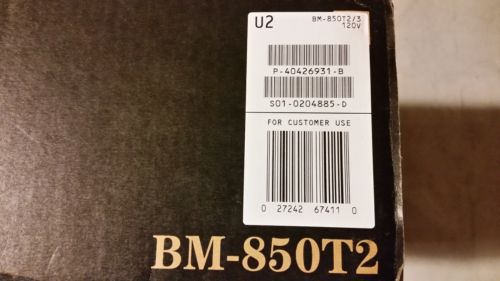 U2
BM-850T2/3
120V
P-40426931-B
S01-0204885-D
FOR CUSTOMER USE
0 27242 67411 0
BM-850T2